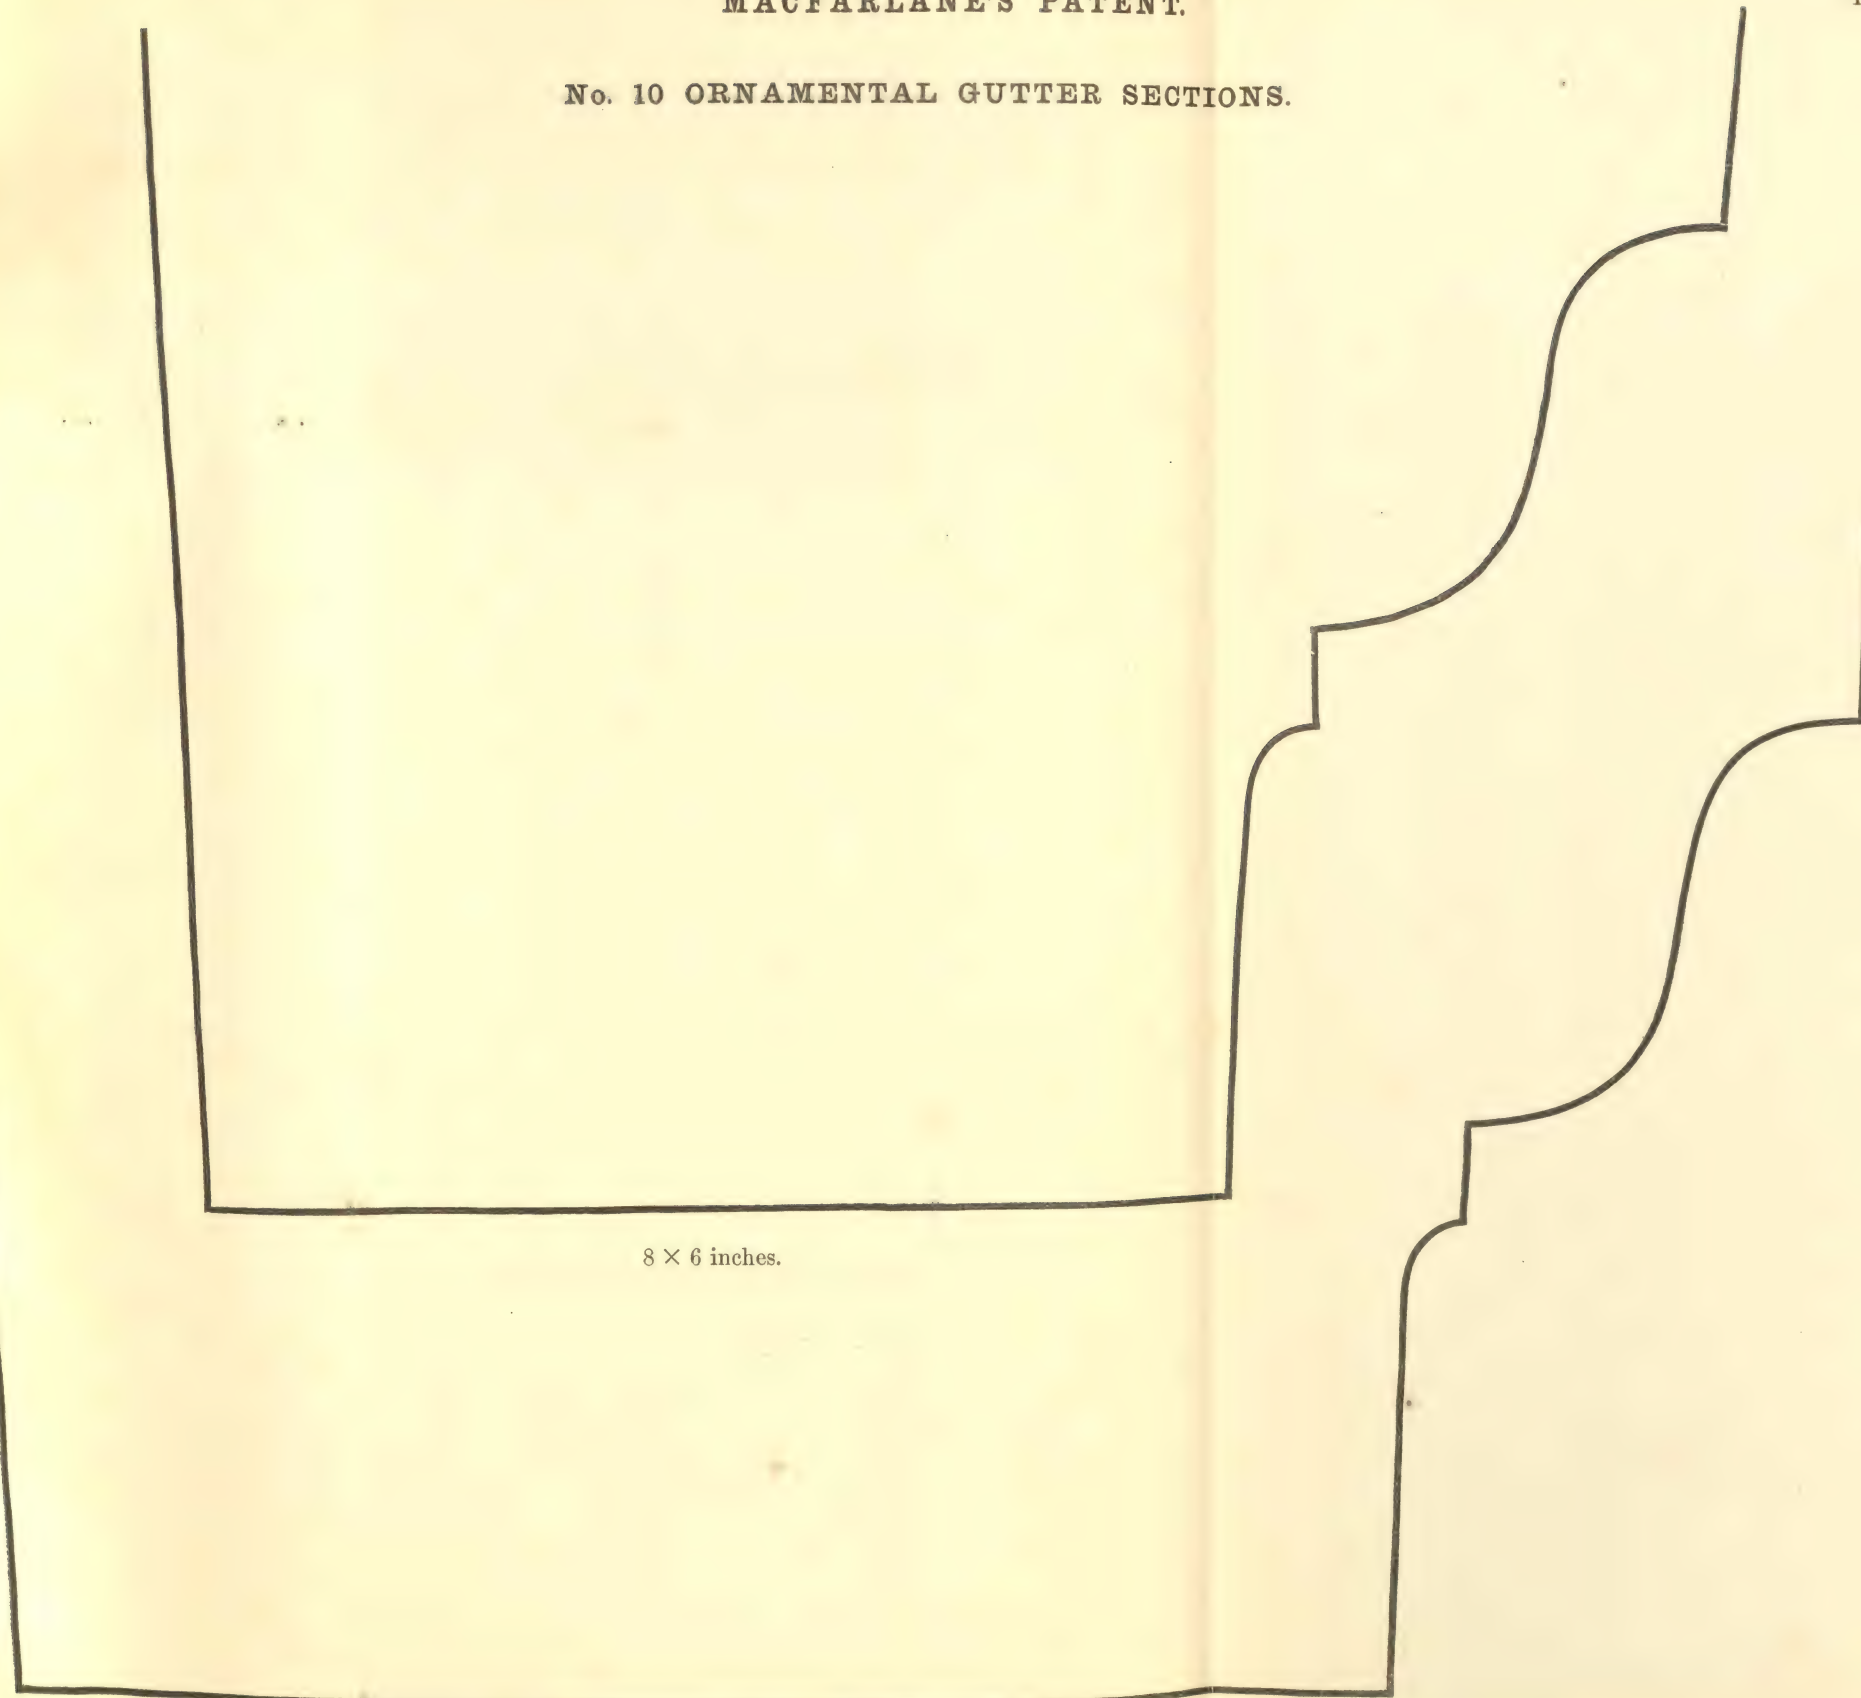 MACFARLANE'S PATENT.
No. 10 ORNAMENTAL GUTTER SECTIONS.
8 × 6 inches.